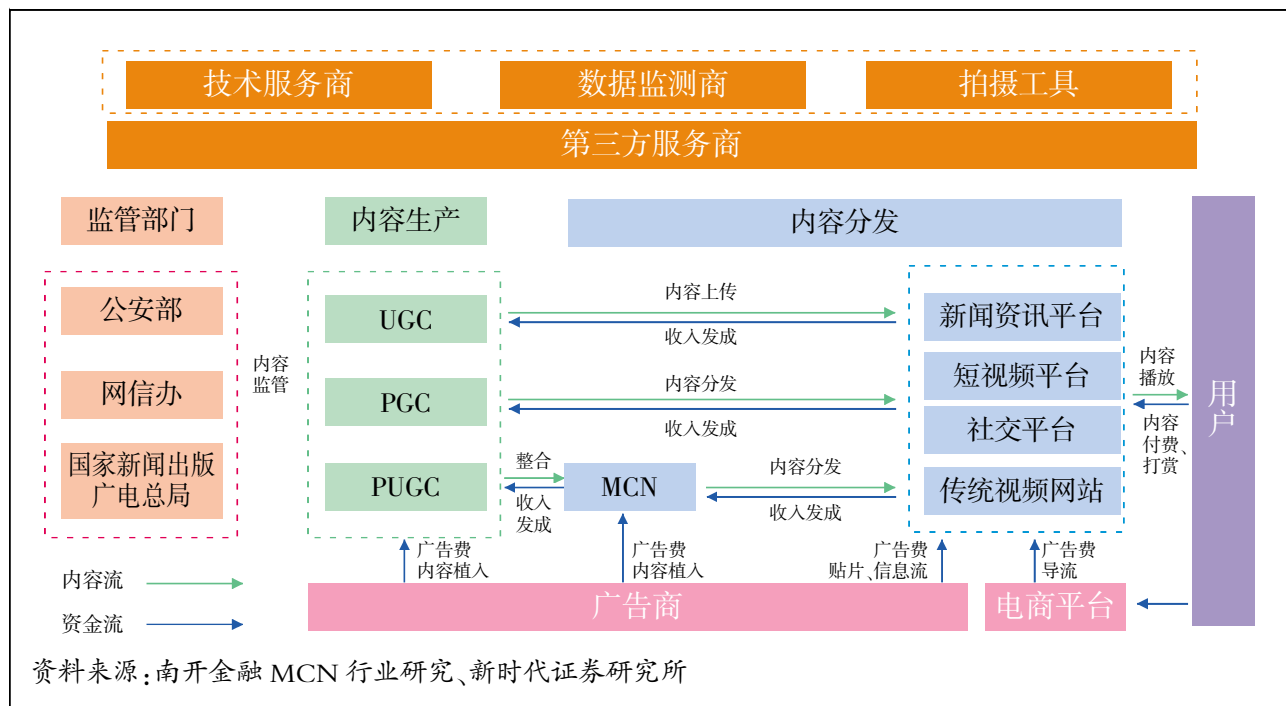 技术服务商
数据监测商
拍摄工具
第三方服务商
监管部门
内容生产
内容分发
公安部
网信办
国家新闻出版
广电总局
内容
监管
UGC
PGC
PUGC
内容上传
收入发成
内容分发
收入发成
整合
收入
发成
MCN
内容分发
收入发成
新闻资讯平台
短视频平台
社交平台
传统视频网站
内容
播放
内容
付费、
打赏
用户
广告费
内容植入
广告费
内容植入
广告费
贴片、信息流
广告费
导流
内容流
资金流
广告商
电商平台
资料来源:南开金融 MCN 行业研究、新时代证券研究所